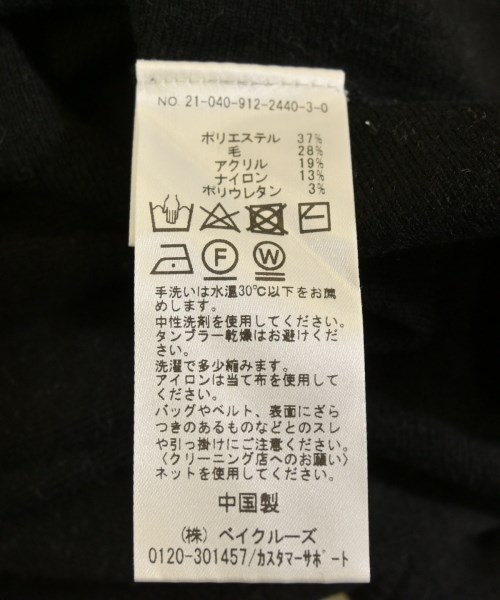 NO. 21-040-912-2440-3-0
ポリエステル 37%
毛 28%
アクリル 19%
ナイロン 13%
ポリウレタン 3%
F W
手洗いは水温30℃以下をお薦
めします。
中性洗剤を使用してください。
タンブラー乾燥はお避けくだ
さい。
洗濯で多少縮みます。
アイロンは当て布を使用して
ください。
バッグやベルト、表面にざら
つきのあるものなどとのスレ
や引っ掛けにご注意ください。
〈クリーニング店へのお願い〉
ネットを使用してください。
中国製
(株) ベイクルーズ
0120-301457/カスタマーサポート